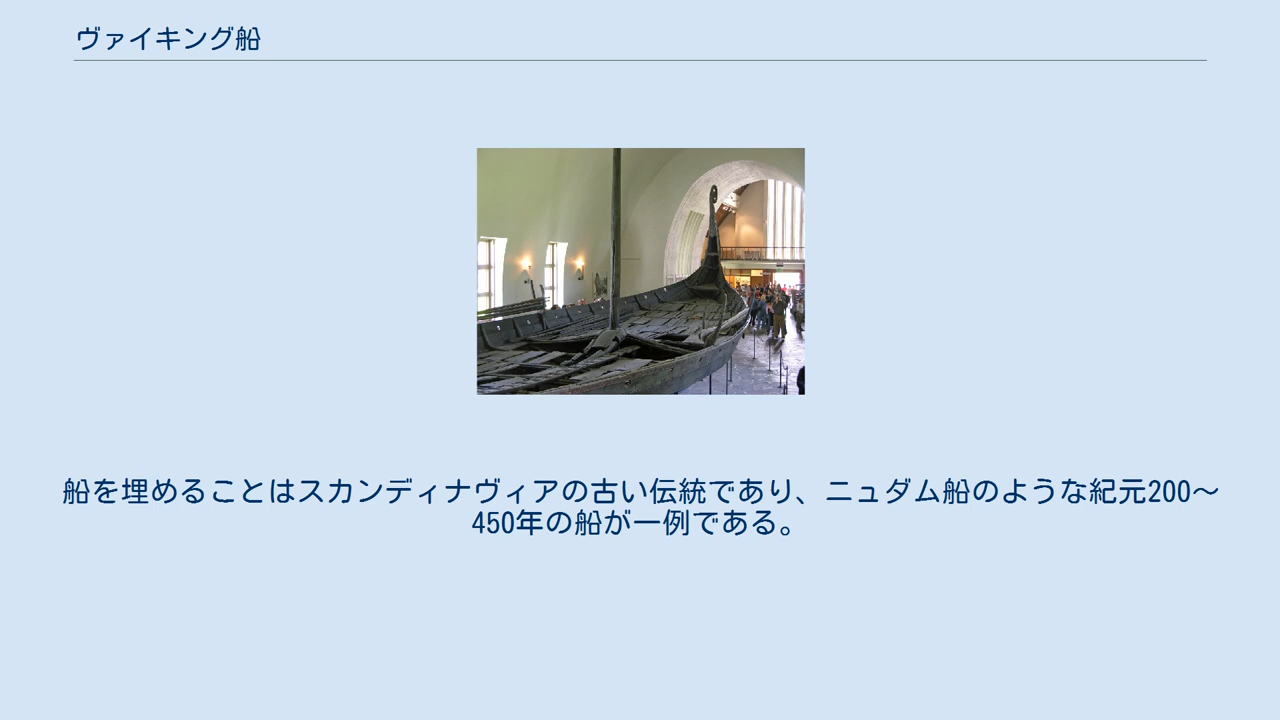 ヴァイキング船
船を埋めることはスカンディナヴィアの古い伝統であり、ニュダム船のような紀元200〜
450年の船が一例である。